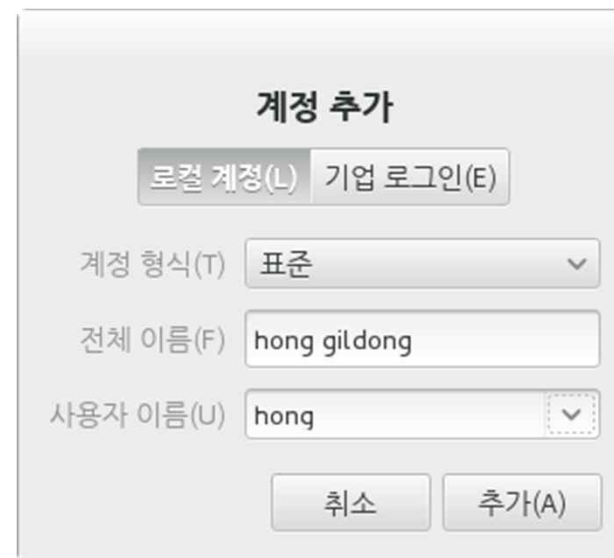 계정 추가
로컬 계정(L) 기업 로그인(E)
계정 형식(T) 표준
전체 이름(F) hong gildong
사용자 이름(U) hong
취소 추가(A)